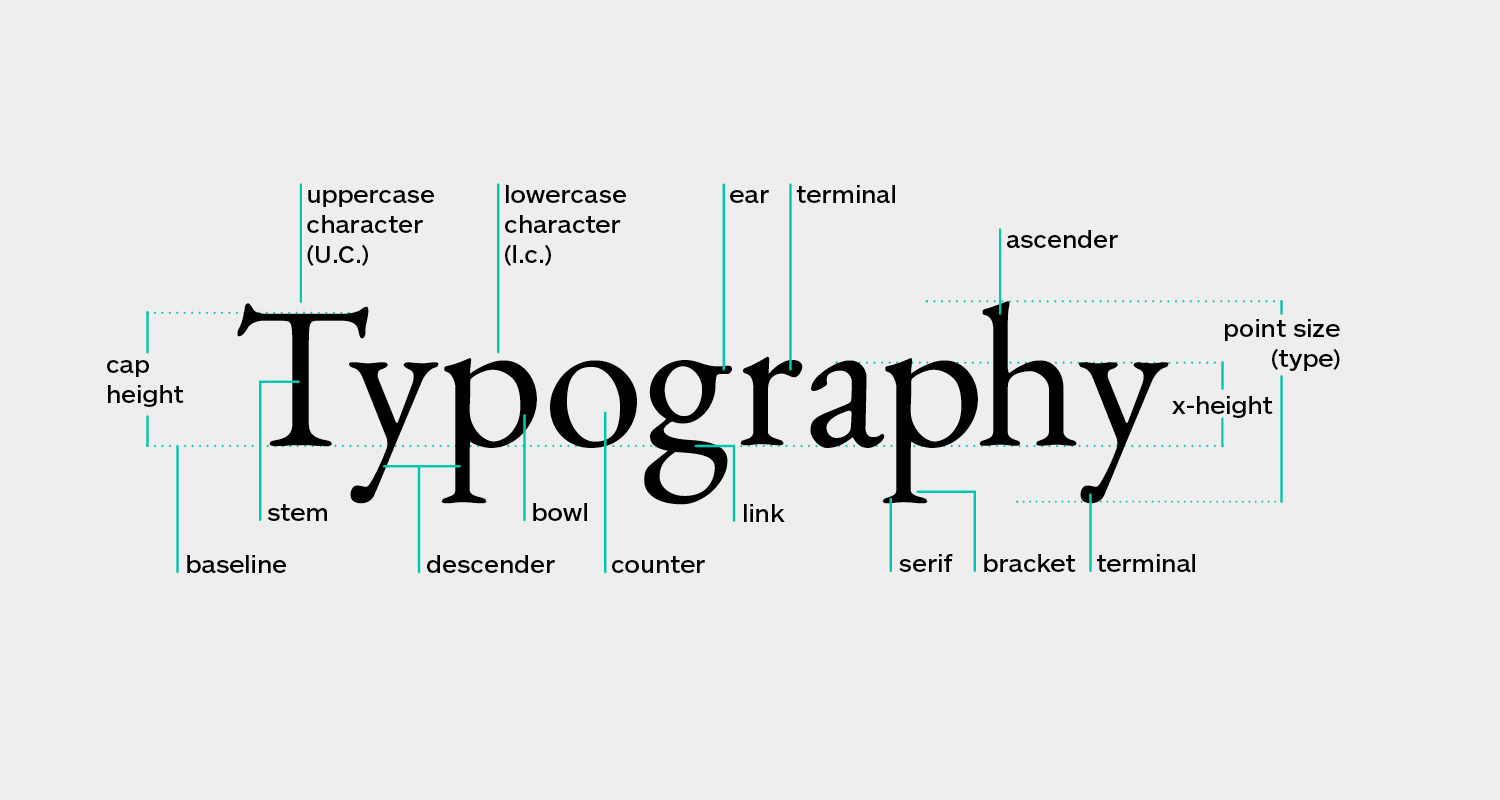 uppercase
character
(U.C.)
lowercase
character
(l.c.)
ear
terminal
ascender
cap
height
Typography
point size
(type)
x-height
stem
bowl
link
baseline
descender
counter
serif
bracket
terminal